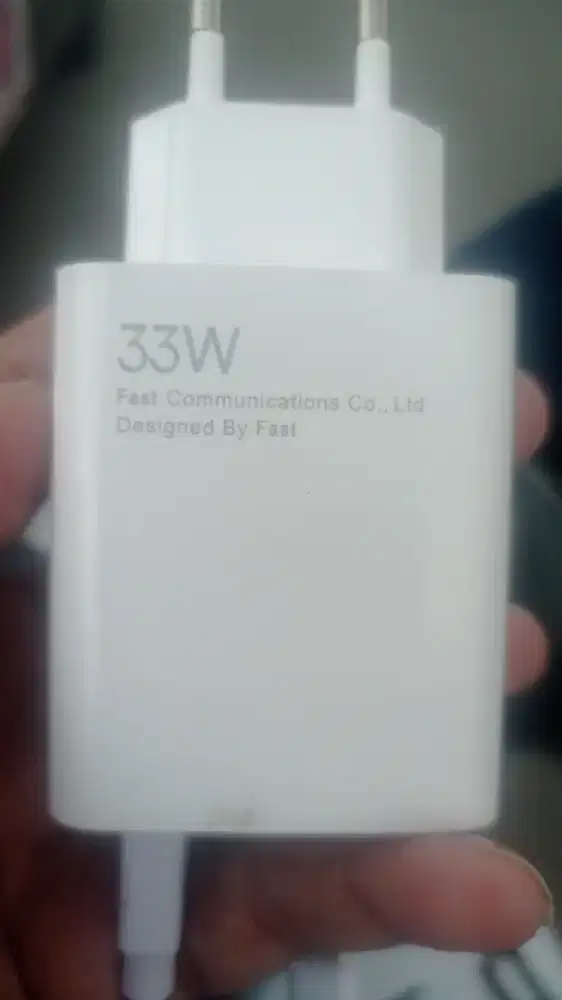 33W
Fast Communications Co., Ltd
Designed By Fast